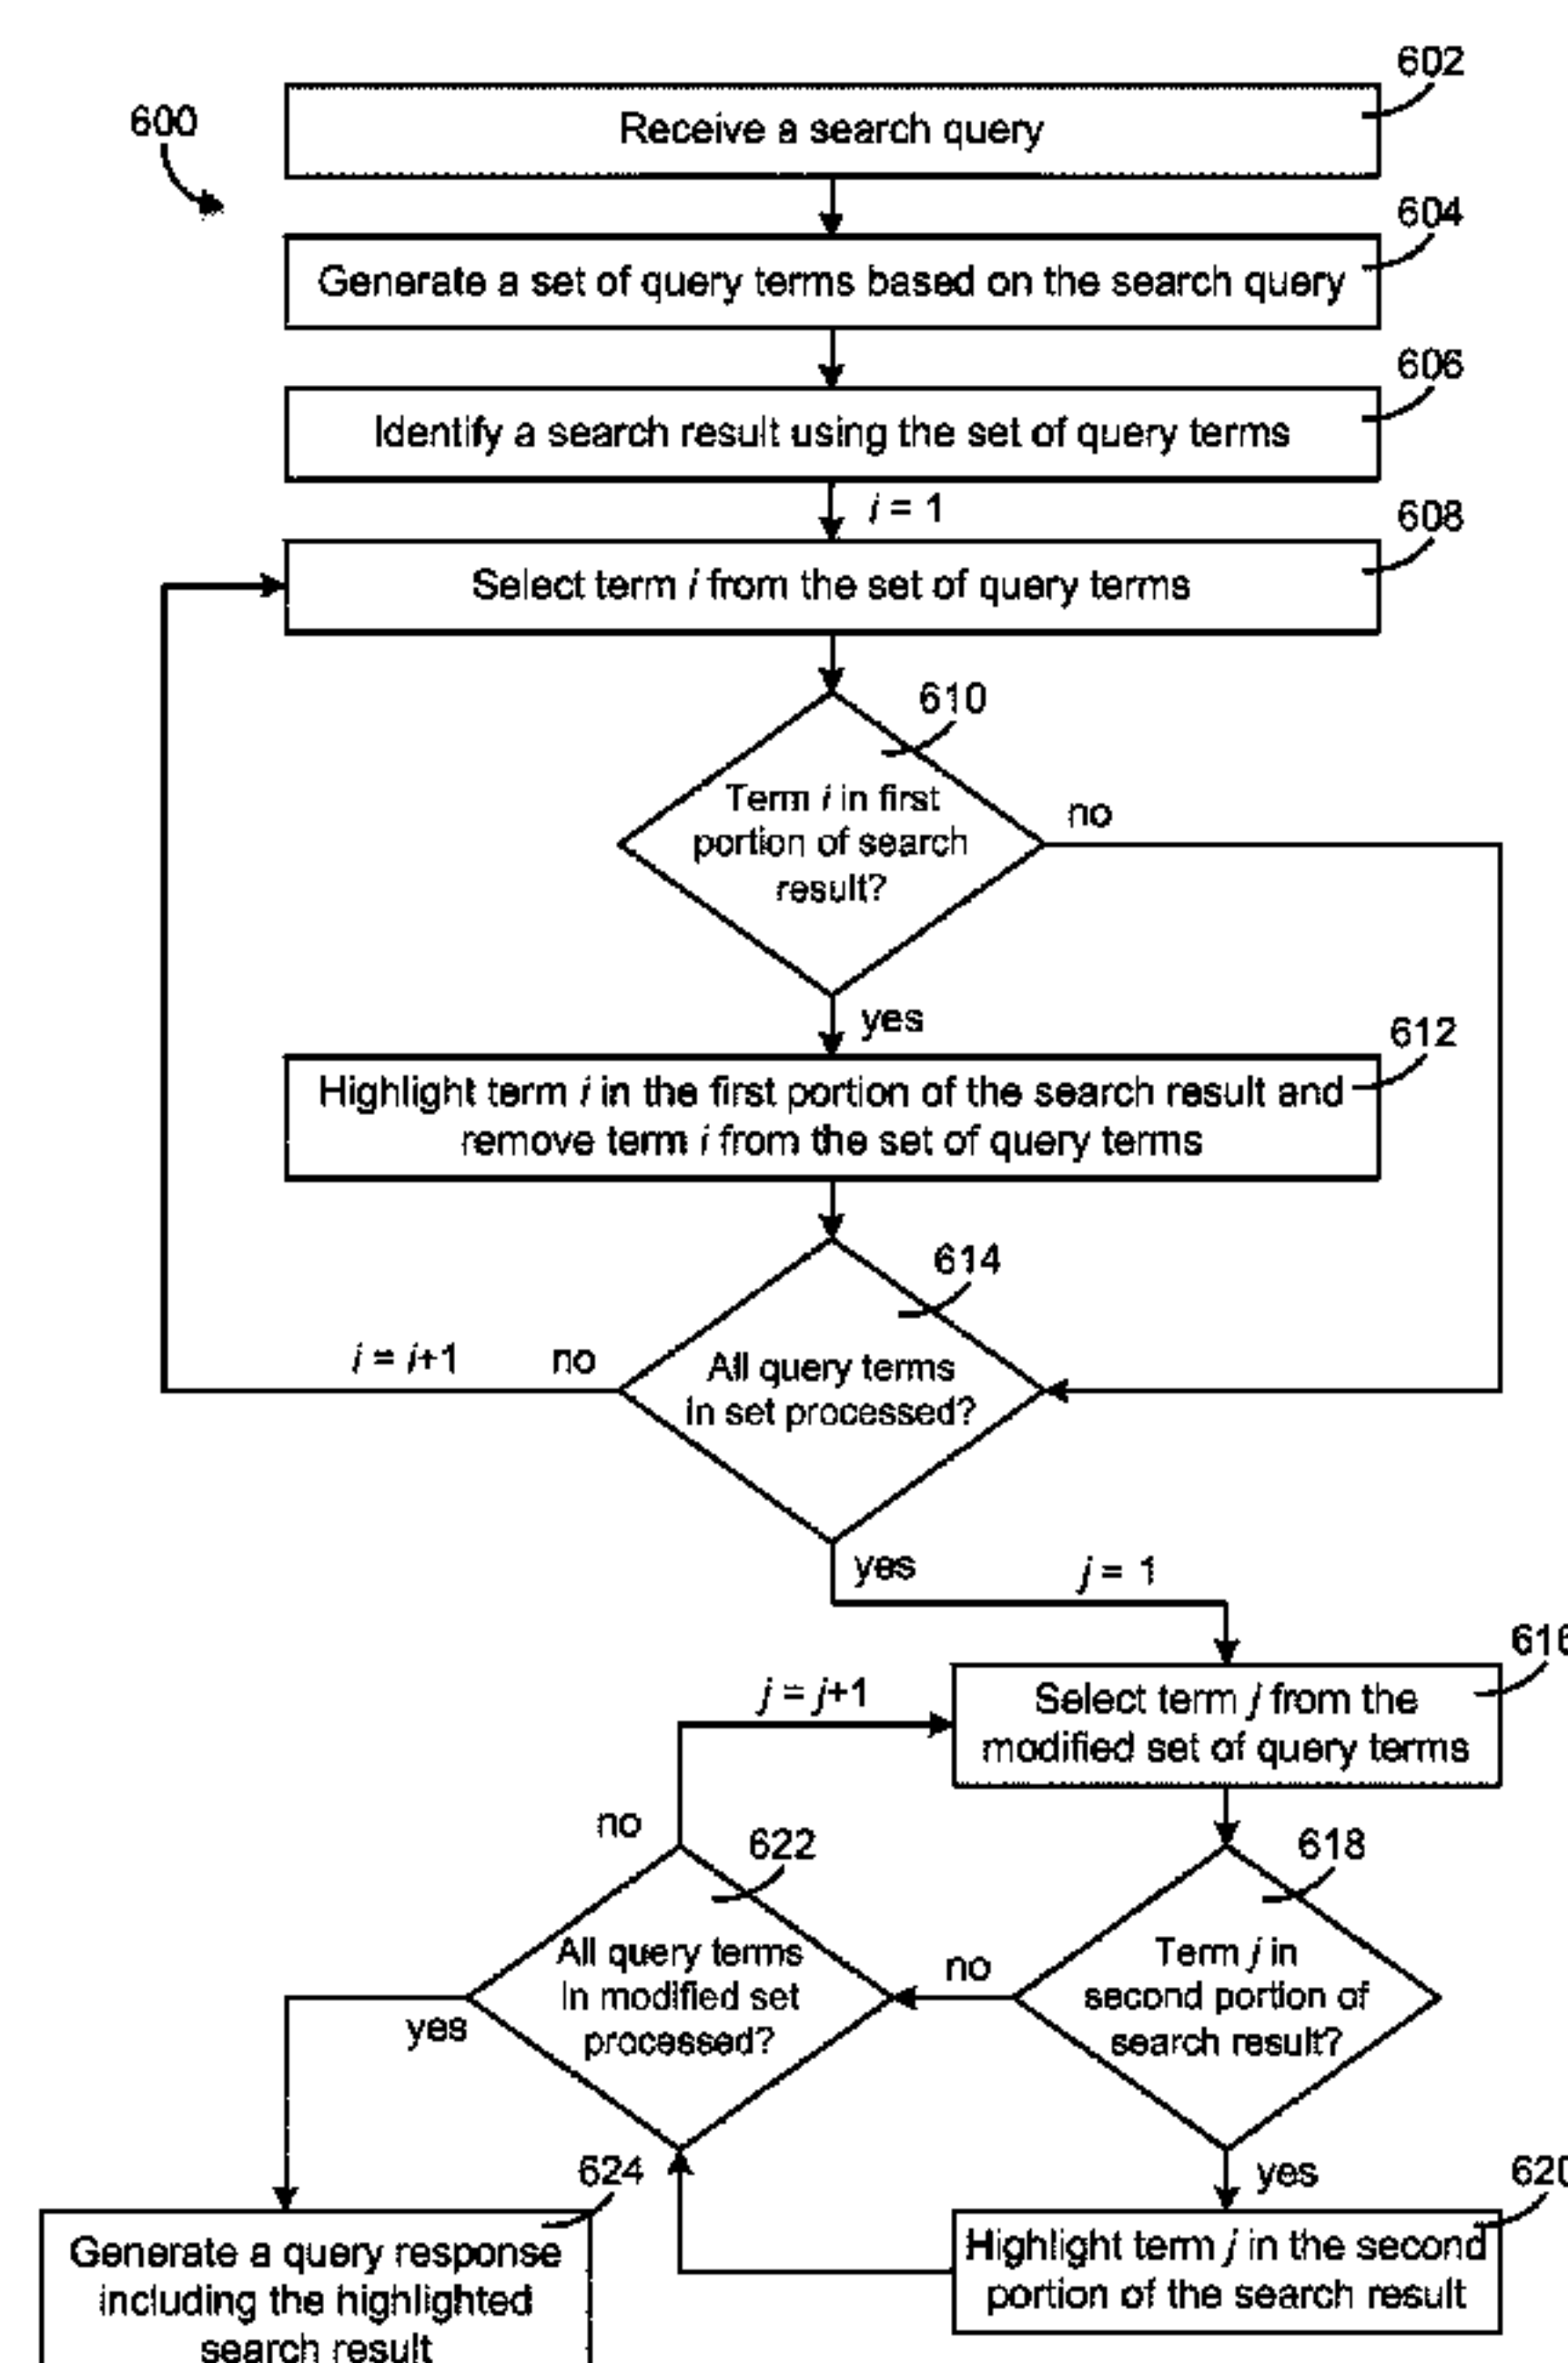 602
600
Receive a search query
604
Generate a set of query terms based on the search query
606
Identify a search result using the set of query terms
i = 1
608
Select term i from the set of query terms
610
Term i in first
portion of search
result?
no
yes
612
Highlight term i in the first portion of the search result and
remove term i from the set of query terms
614
i = i+1
no
All query terms
in set processed?
yes
j = 1
616
j = j+1
Select term j from the
modified set of query terms
no
622
618
All query terms
in modified set
processed?
no
Term j in
second portion of
search result?
yes
624
yes
620
Generate a query response
including the highlighted
search result
Highlight term j in the second
portion of the search result